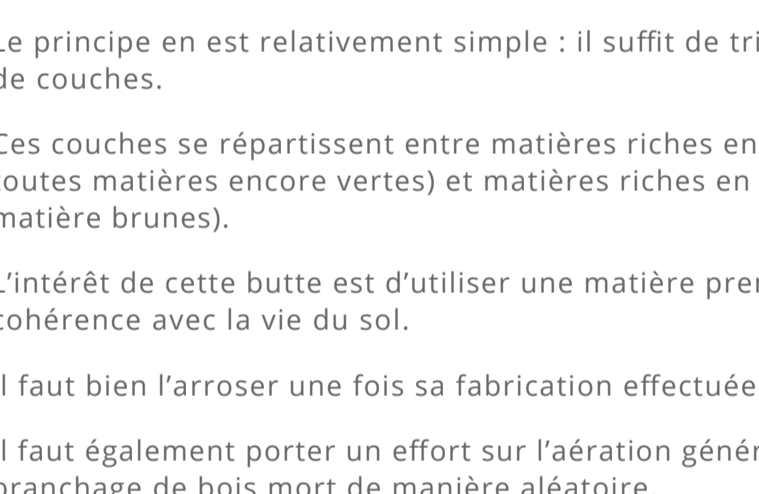 Le principe en est relativement simple : il suffit de tri
de couches.
Ces couches se répartissent entre matières riches en
toutes matières encore vertes) et matières riches en
matière brunes).
L’intérêt de cette butte est d’utiliser une matière pre
cohérence avec la vie du sol.
Il faut bien l’arroser une fois sa fabrication effectuée
Il faut également porter un effort sur l’aération génér
branchage de bois mort de manière aléatoire